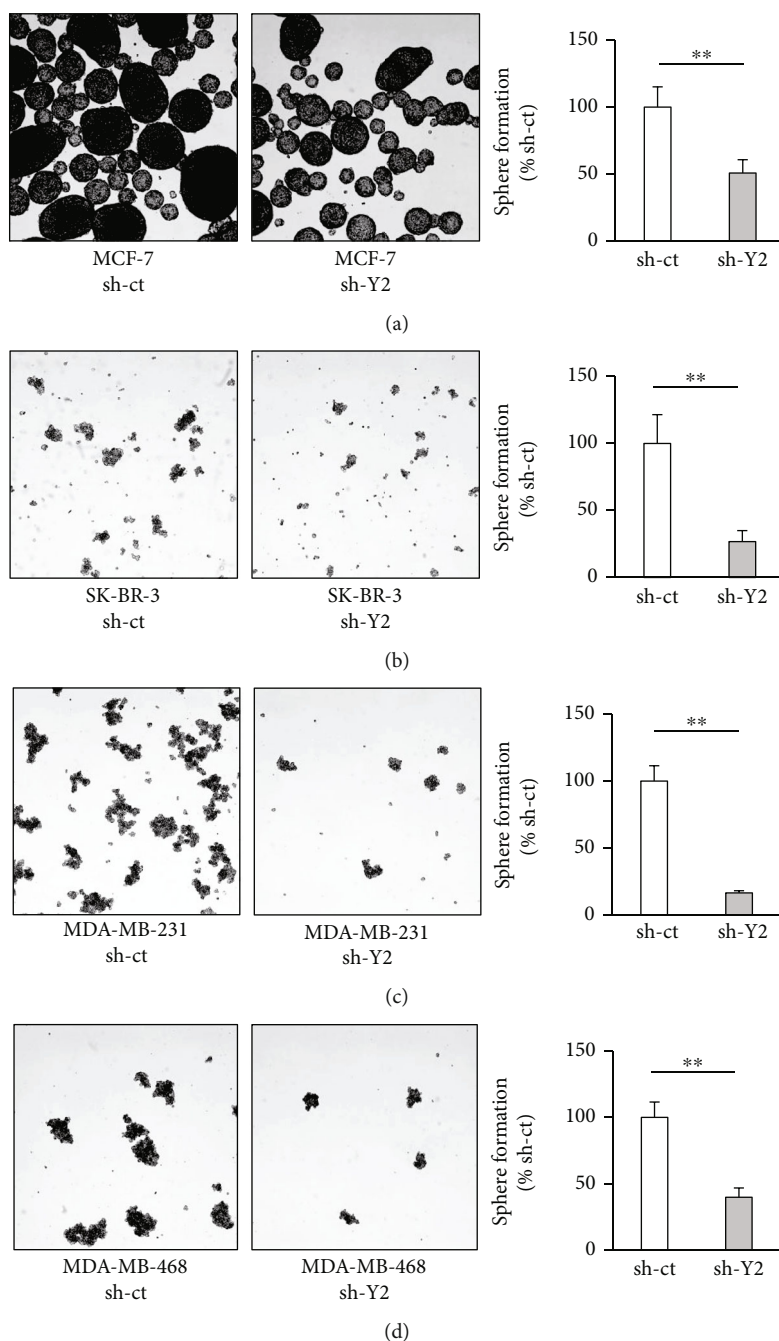 MCF-7
sh-ct
MCF-7
sh-Y2
Sphere formation
(% sh-ct)
150
100
50
0
**
sh-ct sh-Y2
(a)
SK-BR-3
sh-ct
SK-BR-3
sh-Y2
Sphere formation
(% sh-ct)
150
100
50
0
**
sh-ct sh-Y2
(b)
MDA-MB-231
sh-ct
MDA-MB-231
sh-Y2
Sphere formation
(% sh-ct)
150
100
50
0
**
sh-ct sh-Y2
(c)
MDA-MB-468
sh-ct
MDA-MB-468
sh-Y2
Sphere formation
(% sh-ct)
150
100
50
0
**
sh-ct sh-Y2
(d)